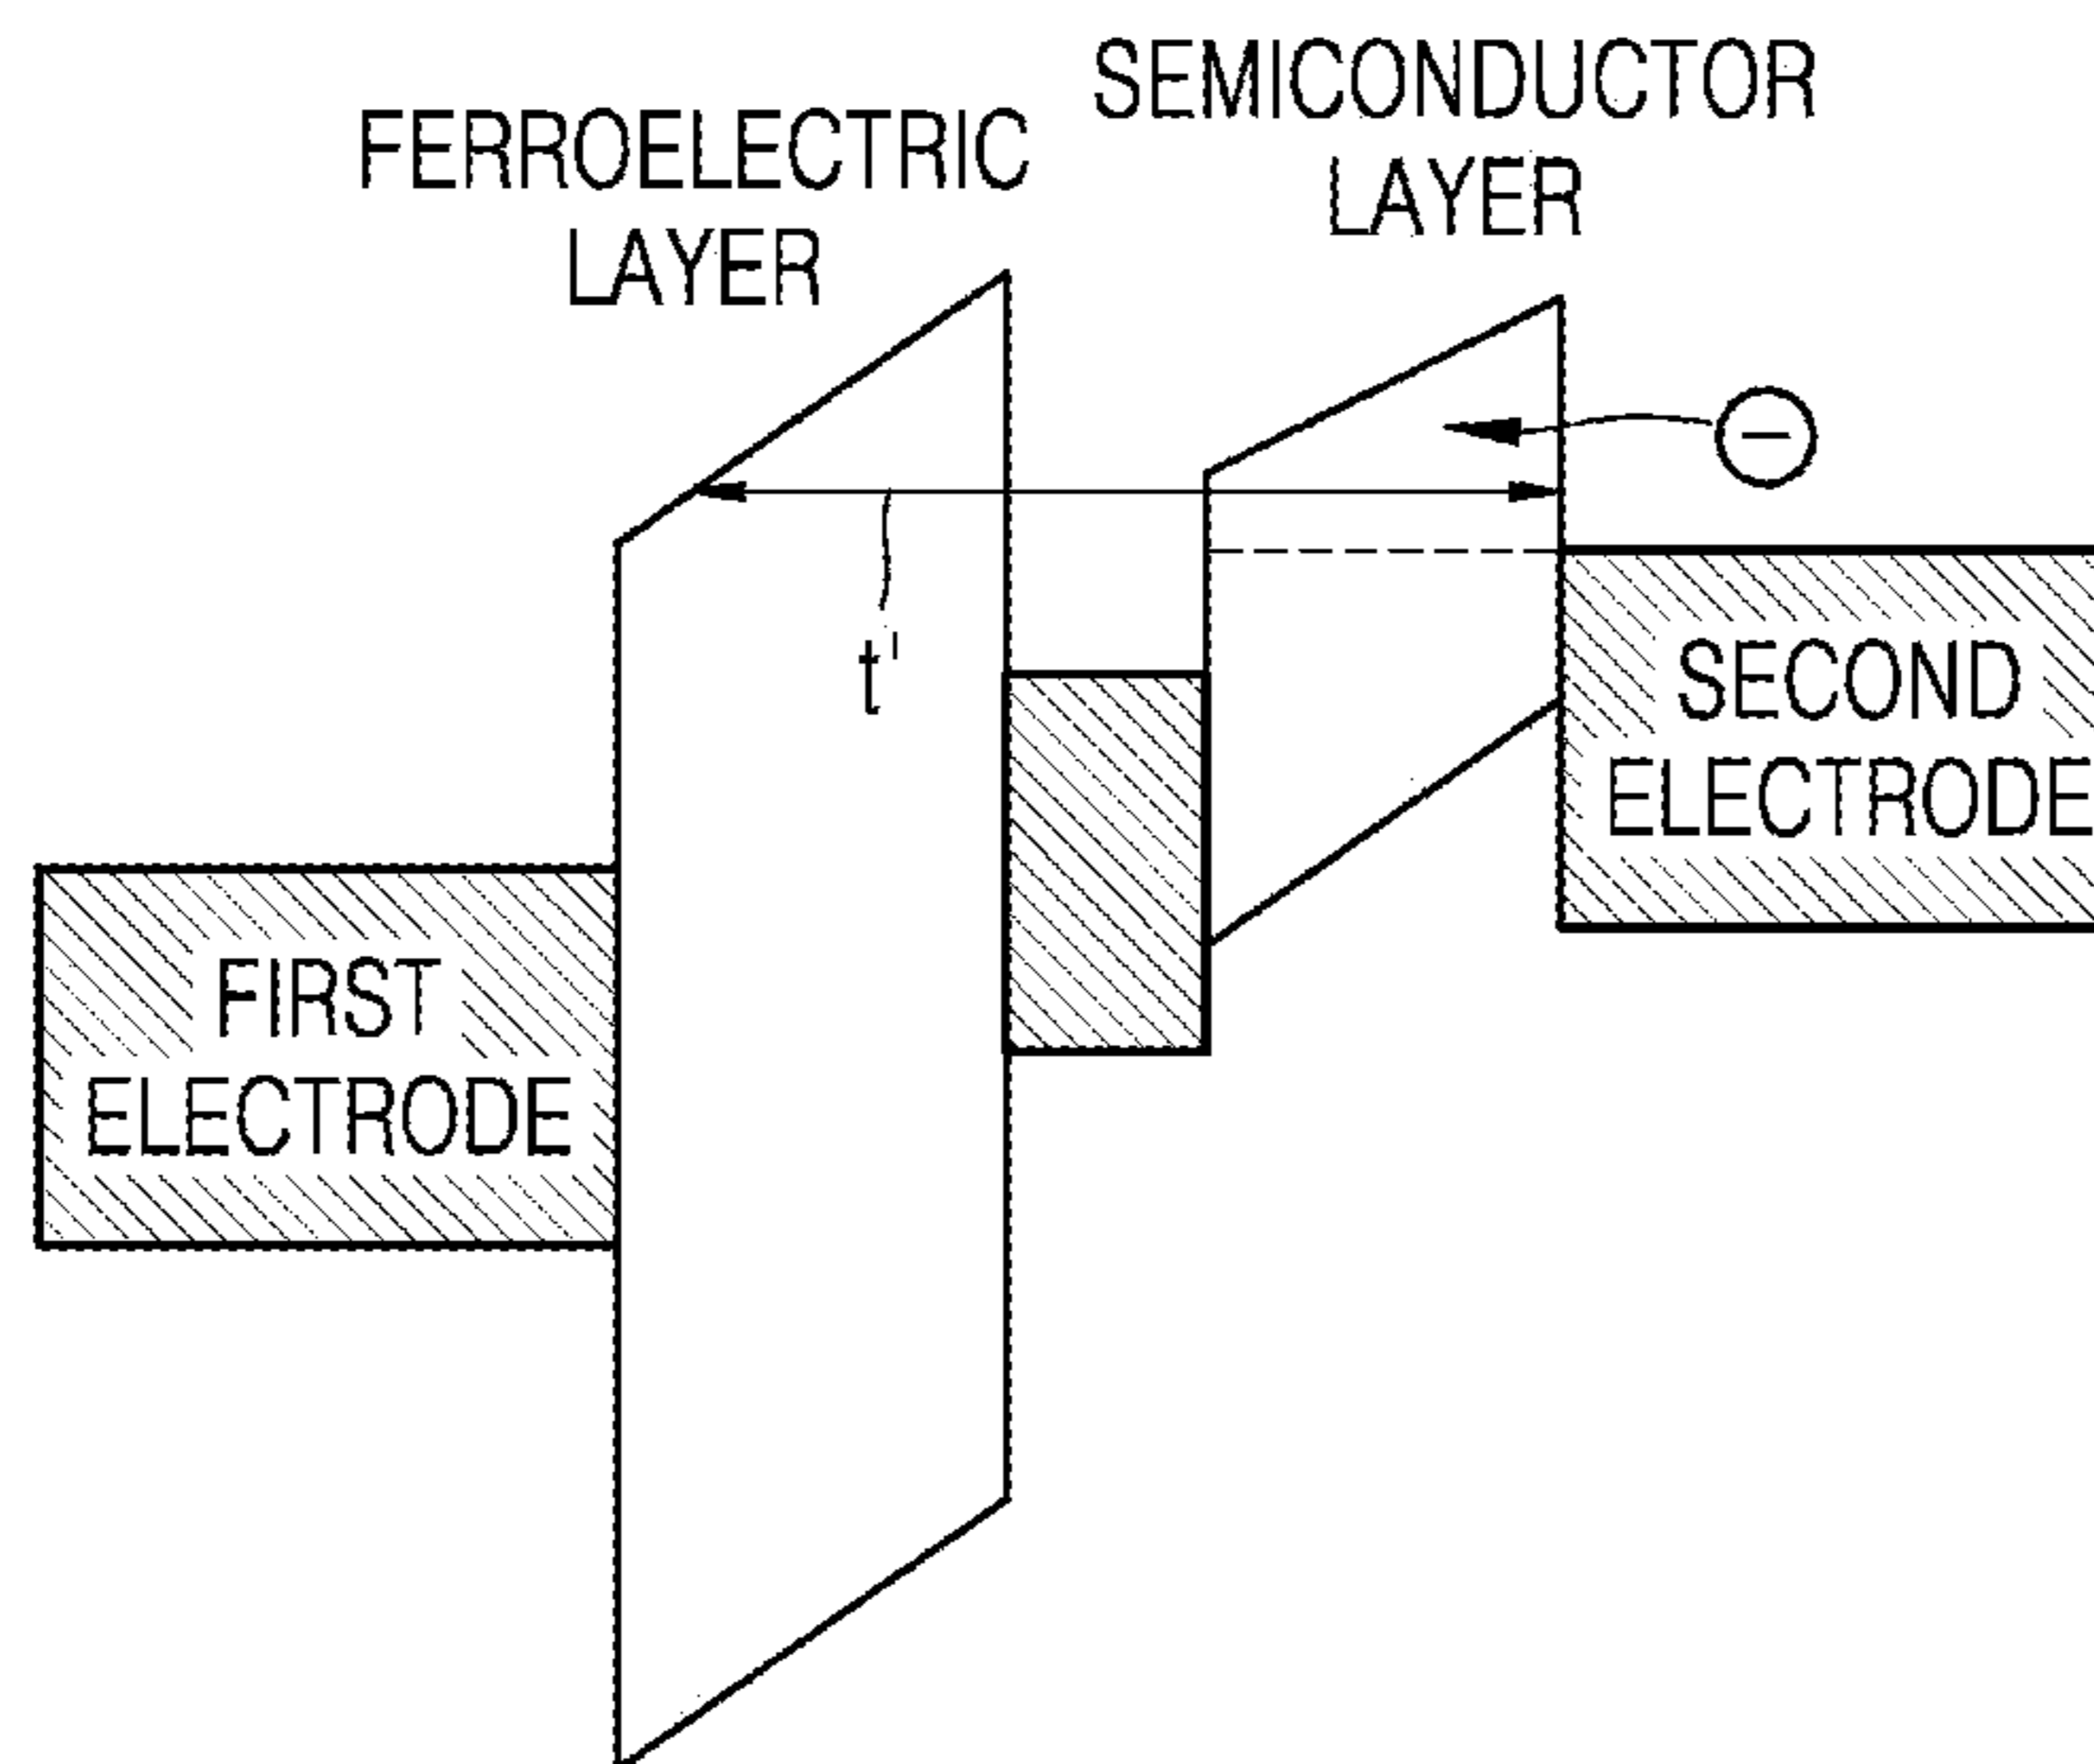 SEMICONDUCTOR
LAYER
FERROELECTRIC
LAYER
t'
SECOND
ELECTRODE
FIRST
ELECTRODE